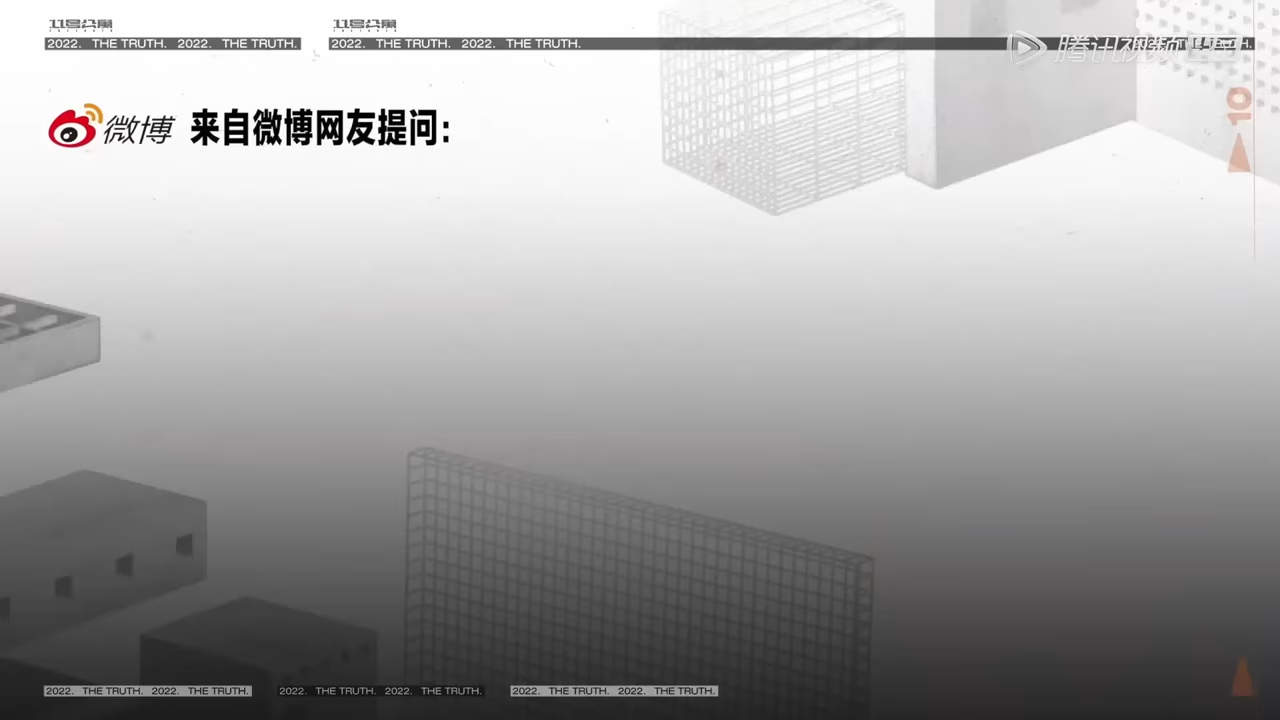 11号公寓 11号公寓
2022. THE TRUTH. 2022. THE TRUTH. 2022. THE TRUTH. 2022. THE TRUTH.
腾讯视频
微博 来自微博网友提问：
19
2022. THE TRUTH. 2022. THE TRUTH. 2022. THE TRUTH. 2022. THE TRUTH. 2022. THE TRUTH. 2022. THE TRUTH.